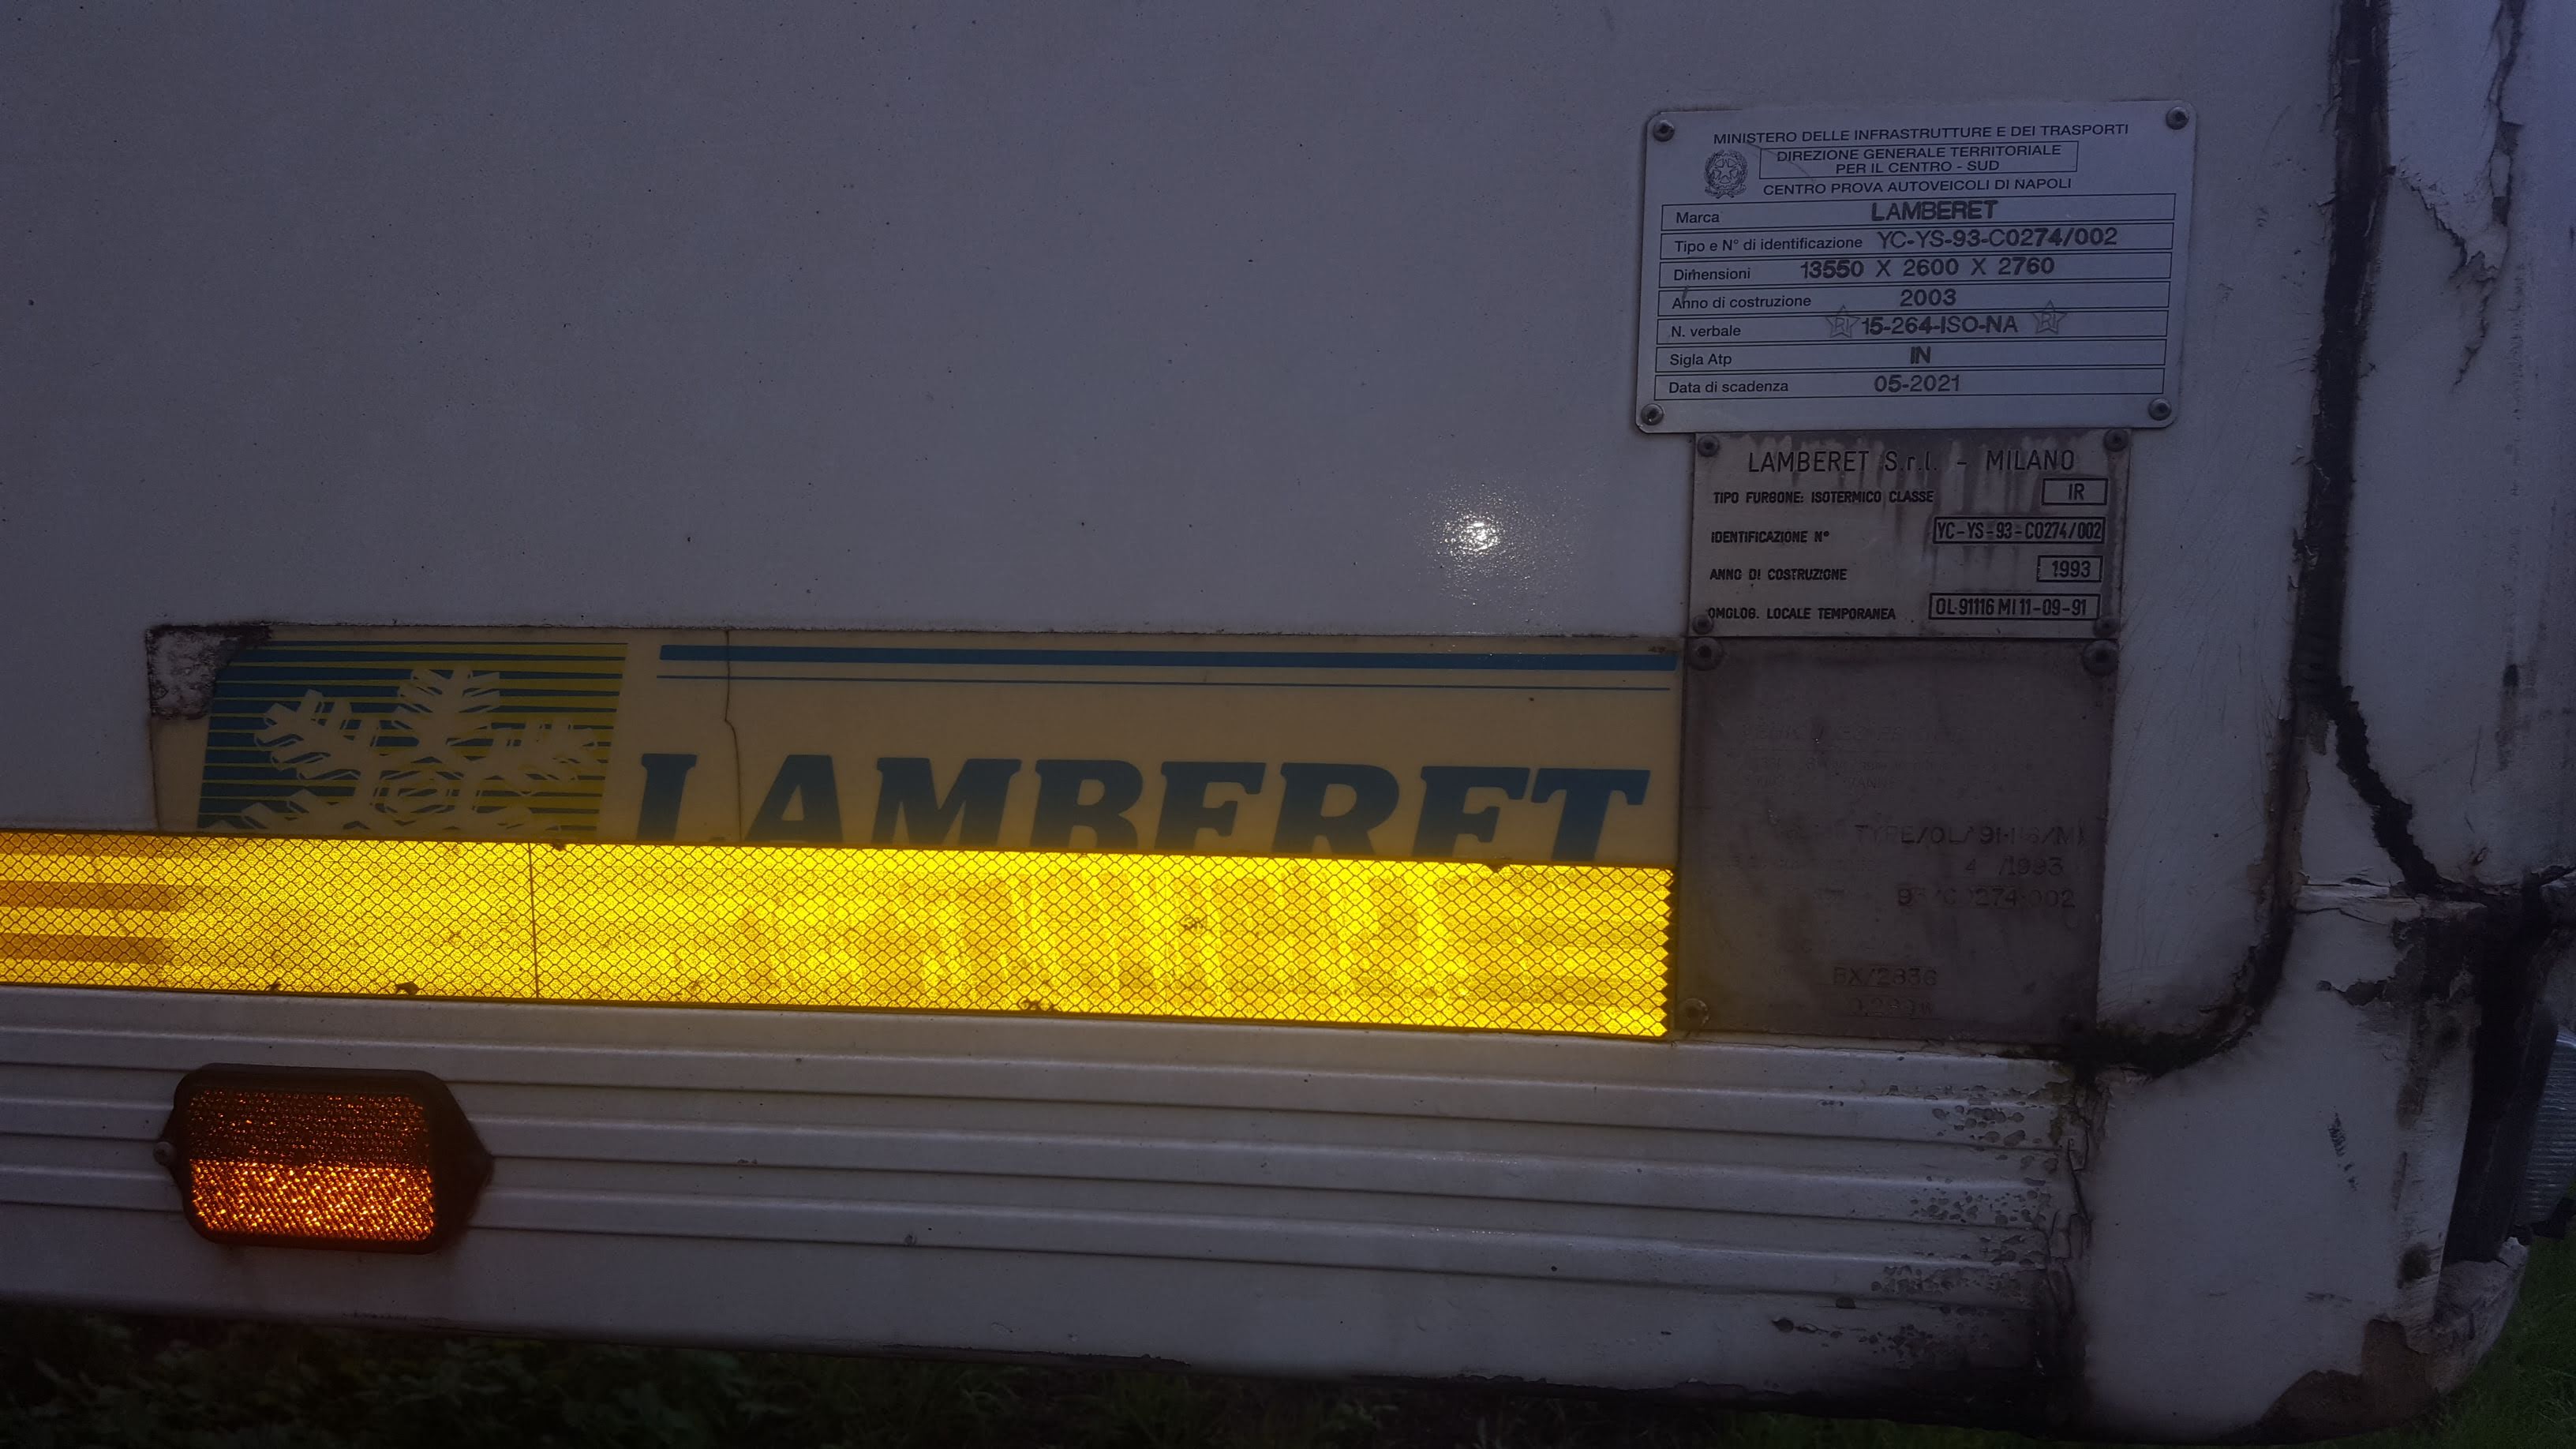 MINISTERO DELLE INFRASTRUTTURE E DEI TRASPORTI
DIREZIONE GENERALE TERRITORIALE
PER IL CENTRO - SUD
CENTRO PROVA AUTOVEICOLI DI NAPOLI
Marca LAMBERET
Tipo e N° di identificazione YC-YS-93-C0274/002
Dimensioni 13550 X 2600 X 2760
Anno di costruzione 2003
N. verbale 15-264-ISO-NA
Sigla Atp IN
Data di scadenza 05-2021
LAMBERET S.r.l. - MILANO
TIPO FURGONE: ISOTERMICO CLASSE IR
IDENTIFICAZIONE N° YC-YS-93-C0274/002
ANNO DI COSTRUZIONE 1993
OMOLOG. LOCALE TEMPORANEA OL-91116 MI 11-09-91
LAMBERET
4 /1993